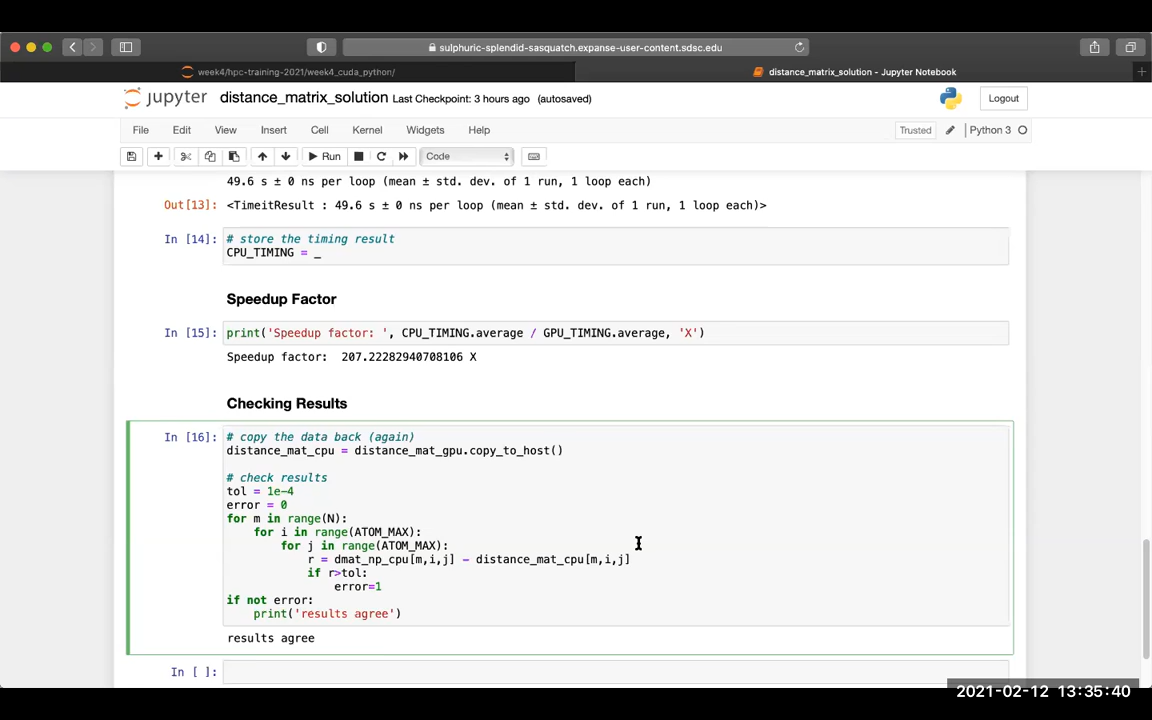 sulphuric-splendid-sasquatch.expanse-user-content.sdsc.edu
week4/hpc-training-2021/week4_cuda_python/
distance_matrix_solution - Jupyter Notebook
jupyter distance_matrix_solution Last Checkpoint: 3 hours ago (autosaved)
Logout
File Edit View Insert Cell Kernel Widgets Help
Trusted Python 3
Run Code
49.6 s ± 0 ns per loop (mean ± std. dev. of 1 run, 1 loop each)
Out[13]: <TimeitResult : 49.6 s ± 0 ns per loop (mean ± std. dev. of 1 run, 1 loop each)>
In [14]: # store the timing result
CPU_TIMING = _
Speedup Factor
In [15]: print('Speedup factor: ', CPU_TIMING.average / GPU_TIMING.average, 'X')
Speedup factor:  207.22282940708106 X
Checking Results
In [16]: # copy the data back (again)
distance_mat_cpu = distance_mat_gpu.copy_to_host()
# check results
tol = 1e-4
error = 0
for m in range(N):
for i in range(ATOM_MAX):
for j in range(ATOM_MAX):
r = dmat_np_cpu[m,i,j] - distance_mat_cpu[m,i,j]
if r>tol:
error=1
if not error:
print('results agree')
results agree
In [ ]:
2021-02-12 13:35:40